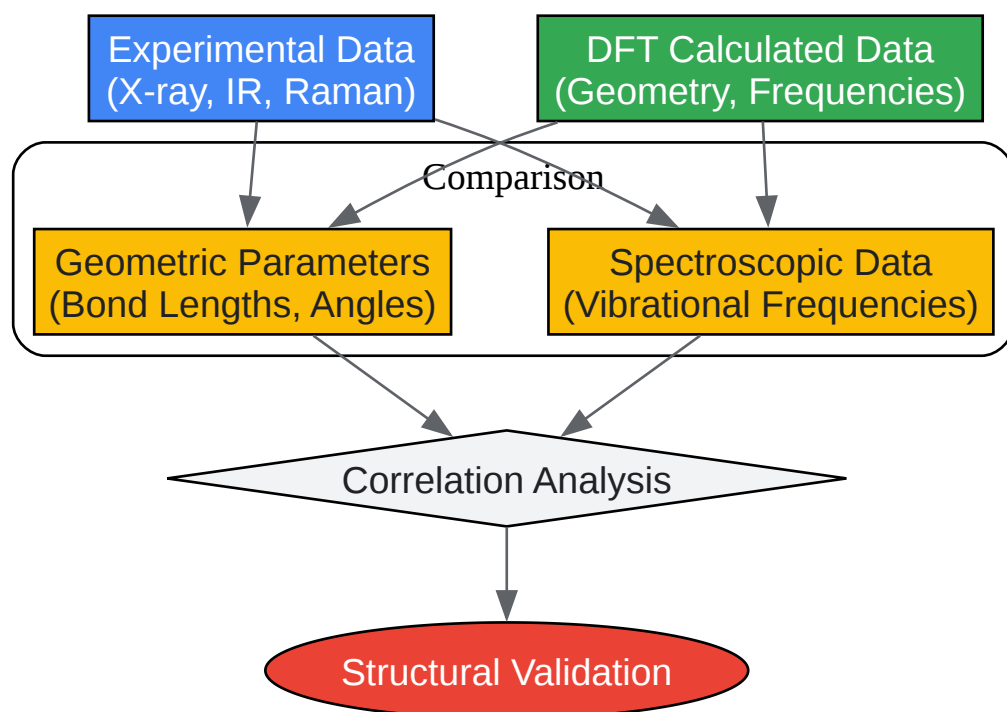 Experimental Data
(X-ray, IR, Raman)
DFT Calculated Data
(Geometry, Frequencies)
Comparison
Geometric Parameters
(Bond Lengths, Angles)
Spectroscopic Data
(Vibrational Frequencies)
Correlation Analysis
Structural Validation